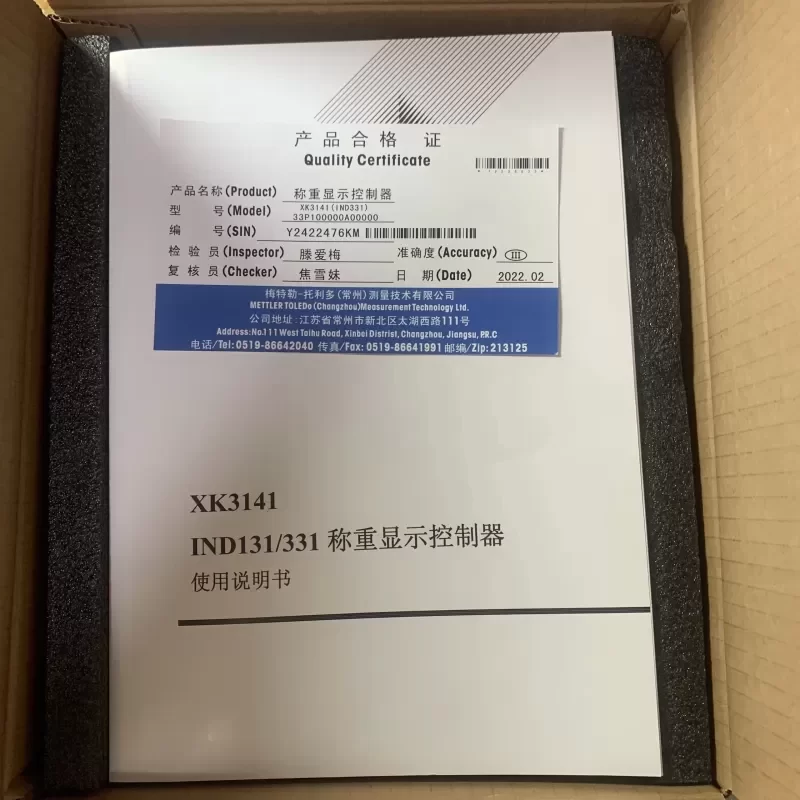 产品合格 证
Quality Certificate
产品名称(Product) 称重显示控制器
型 号(Model) XK3141(IND331)
33P100000A00000
编 号(SIN) Y2422476KM
检 验 员(Inspector) 滕爱梅 准确度(Accuracy) III
复 核 员(Checker) 焦雪妹 日 期(Date) 2022.02
梅特勒-托利多(常州)测量技术有限公司
METTLER TOLEDo(Changzhou)Measurement Technology Ltd.
公司地址:江苏省常州市新北区太湖西路111号
Address:No.111 West Taihu Road, Xinbei Distrist, Changzhou, Jiangsu, P.R.C
电话/Tel:0519-86642040 传真/Fax:0519-86641991 邮编/Zip:213125
XK3141
IND131/331 称重显示控制器
使用说明书